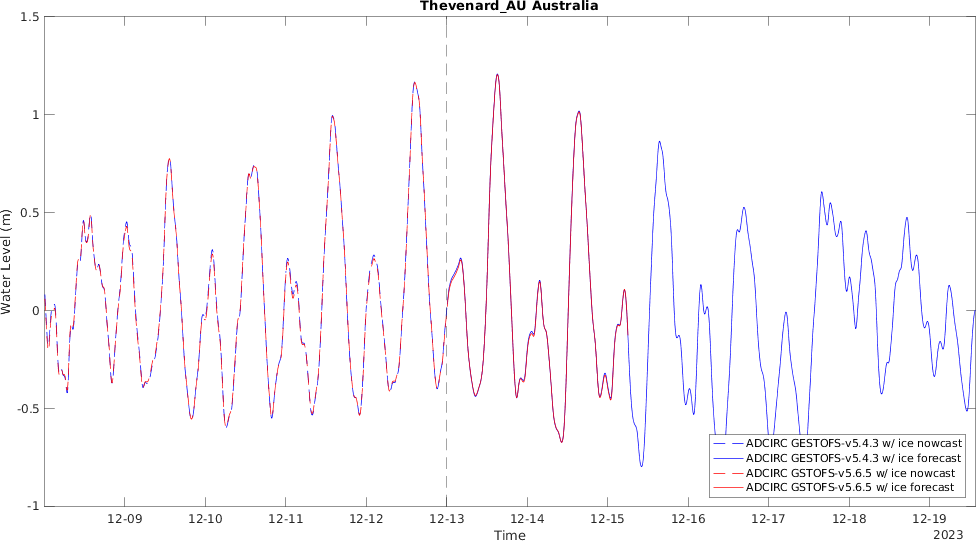 Thevenard_AU Australia
1.5
1
0.5
0
-0.5
-1
Water Level (m)
ADCIRC GESTOFS-v5.4.3 w/ ice nowcast
ADCIRC GESTOFS-v5.4.3 w/ ice forecast
ADCIRC GSTOFS-v5.6.5 w/ ice nowcast
ADCIRC GSTOFS-v5.6.5 w/ ice forecast
12-09 12-10 12-11 12-12 12-13 12-14 12-15 12-16 12-17 12-18 12-19
Time
2023